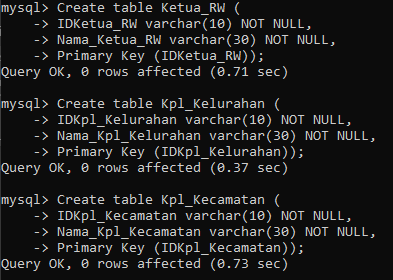 mysql> Create table Ketua_RW (
    -> IDKetua_RW varchar(10) NOT NULL,
    -> Nama_Ketua_RW varchar(30) NOT NULL,
    -> Primary Key (IDKetua_RW));
Query OK, 0 rows affected (0.71 sec)

mysql> Create table Kpl_Kelurahan (
    -> IDKpl_Kelurahan varchar(10) NOT NULL,
    -> Nama_Kpl_Kelurahan varchar(30) NOT NULL,
    -> Primary Key (IDKpl_Kelurahan));
Query OK, 0 rows affected (0.37 sec)

mysql> Create table Kpl_Kecamatan (
    -> IDKpl_Kecamatan varchar(10) NOT NULL,
    -> Nama_Kpl_Kecamatan varchar(30) NOT NULL,
    -> Primary Key (IDKpl_Kecamatan));
Query OK, 0 rows affected (0.73 sec)